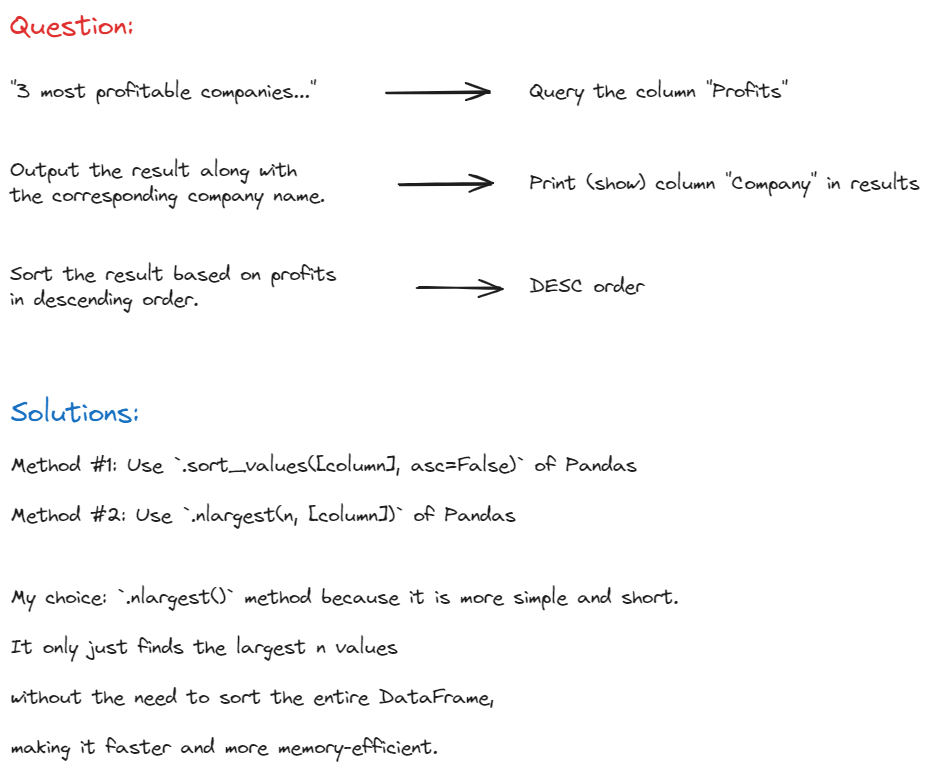 Question:
"3 most profitable companies..."
Query the column "Profits"
Output the result along with
the corresponding company name.
Print (show) column "Company" in results
Sort the result based on profits
in descending order.
DESC order
Solutions:
Method #1: Use `.sort_values([column], asc=False)` of Pandas
Method #2: Use `.nlargest(n, [column])` of Pandas
My choice: `.nlargest()` method because it is more simple and short.
It only just finds the largest n values
without the need to sort the entire DataFrame,
making it faster and more memory-efficient.